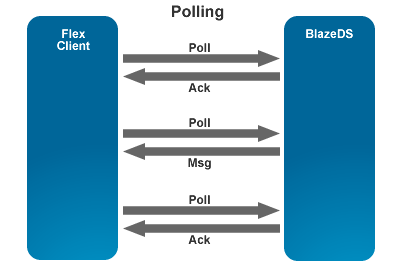 Polling
Flex
Client
BlazeDS
Poll
Ack
Poll
Msg
Poll
Ack